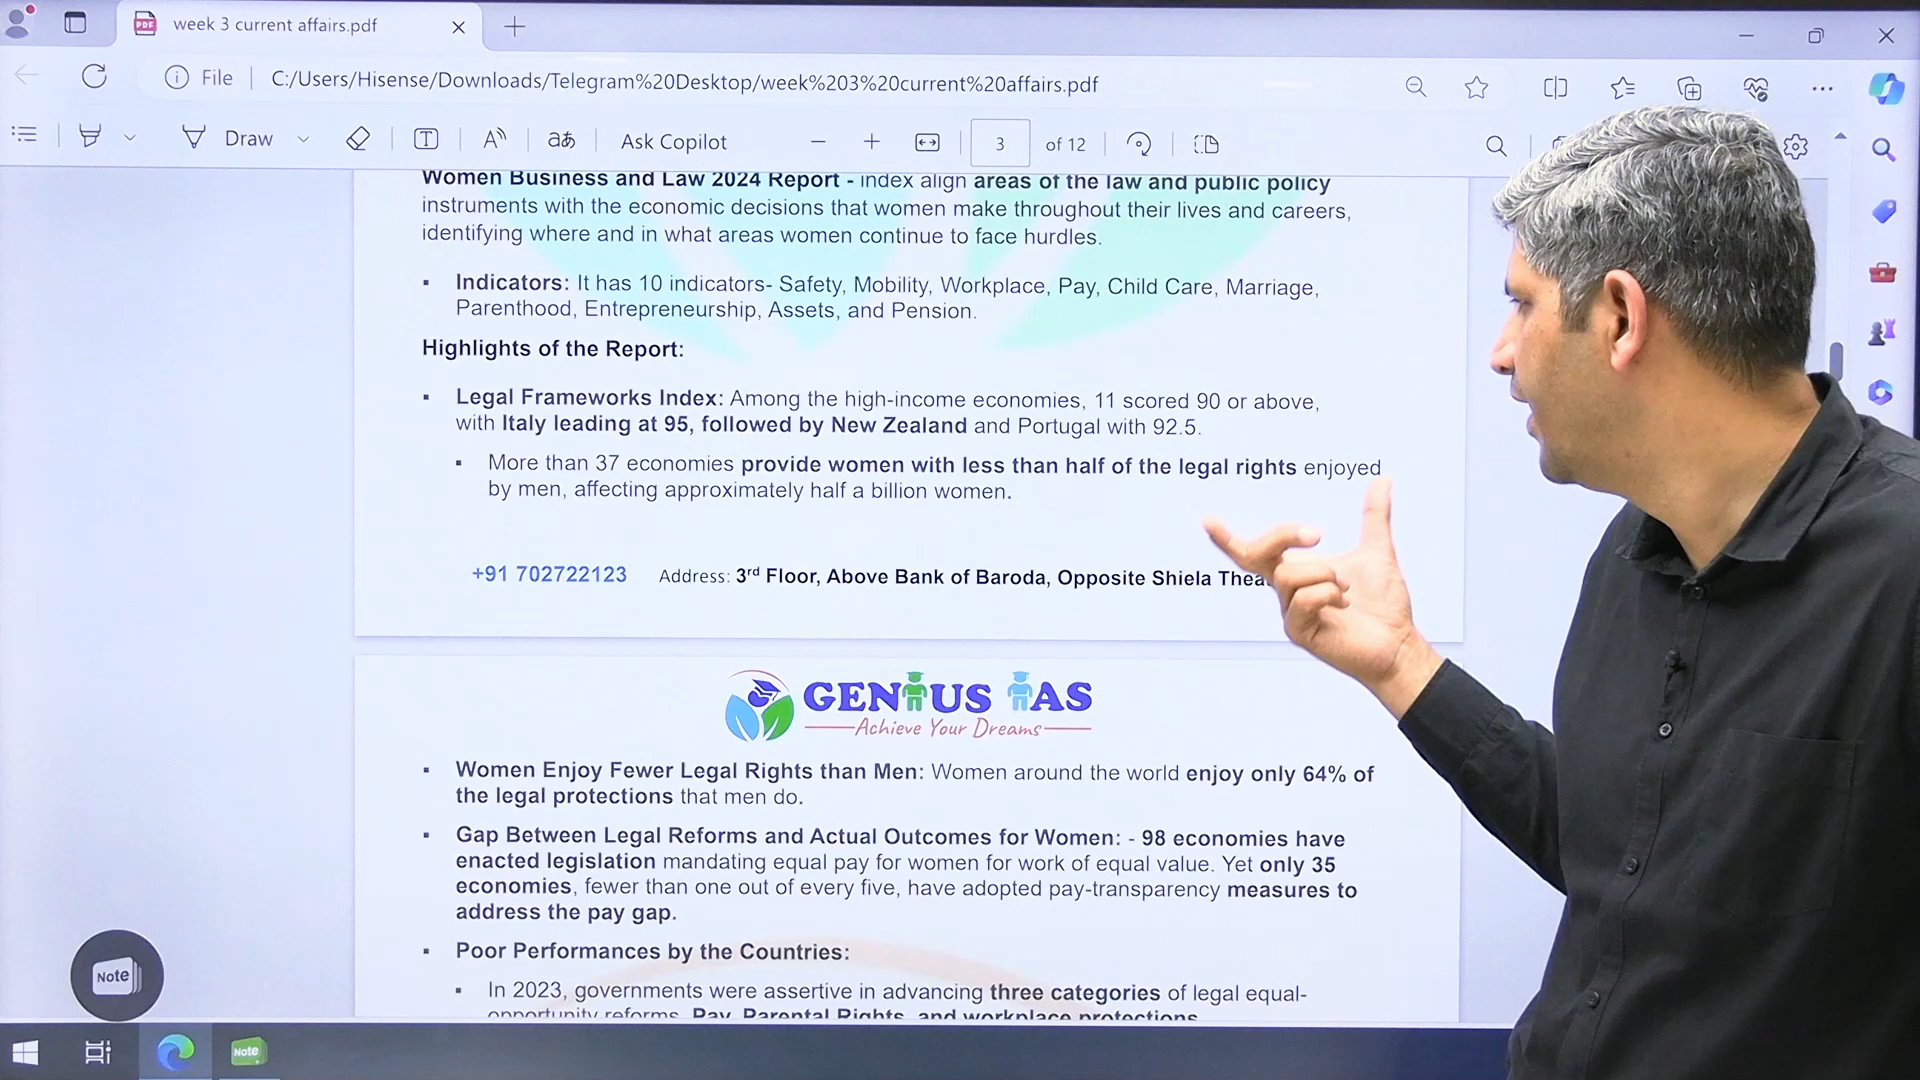 week 3 current affairs.pdf
File
C:/Users/Hisense/Downloads/Telegram%20Desktop/week%203%20current%20affairs.pdf
Draw
Ask Copilot
3
of 12
Women Business and Law 2024 Report - index align areas of the law and public policy
instruments with the economic decisions that women make throughout their lives and careers,
identifying where and in what areas women continue to face hurdles.
▪ Indicators: It has 10 indicators- Safety, Mobility, Workplace, Pay, Child Care, Marriage,
Parenthood, Entrepreneurship, Assets, and Pension.
Highlights of the Report:
▪ Legal Frameworks Index: Among the high-income economies, 11 scored 90 or above,
with Italy leading at 95, followed by New Zealand and Portugal with 92.5.
▪ More than 37 economies provide women with less than half of the legal rights enjoyed
by men, affecting approximately half a billion women.
+91 702722123 Address: 3rd Floor, Above Bank of Baroda, Opposite Shiela
GENIUS IAS
Achieve Your Dreams
▪ Women Enjoy Fewer Legal Rights than Men: Women around the world enjoy only 64% of
the legal protections that men do.
▪ Gap Between Legal Reforms and Actual Outcomes for Women: - 98 economies have
enacted legislation mandating equal pay for women for work of equal value. Yet only 35
economies, fewer than one out of every five, have adopted pay-transparency measures to
address the pay gap.
▪ Poor Performances by the Countries:
▪ In 2023, governments were assertive in advancing three categories of legal equal-
opportunity reforms, Pay, Parental Rights, and workplace protections
Note
Note